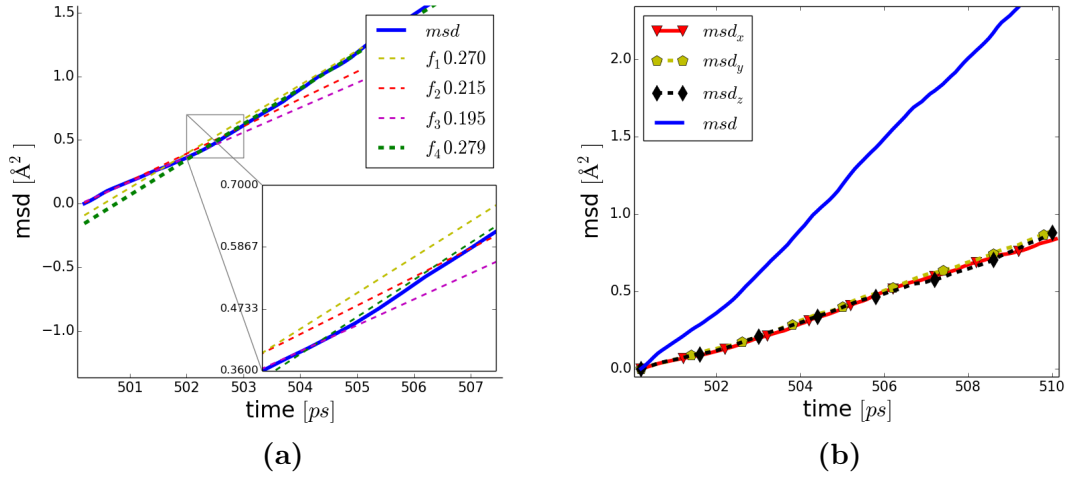 1.5
1.0
0.5
0.0
−0.5
−1.0
msd [Å²]
msd
f₁ 0.270
f₂ 0.215
f₃ 0.195
f₄ 0.279
0.7000
0.5867
0.4733
0.3600
501 502 503 504 505 506 507
time [ps]
(a)
2.0
1.5
1.0
0.5
0.0
msd [Å²]
msdₓ
msd_y
msd_z
msd
502 504 506 508 510
time [ps]
(b)